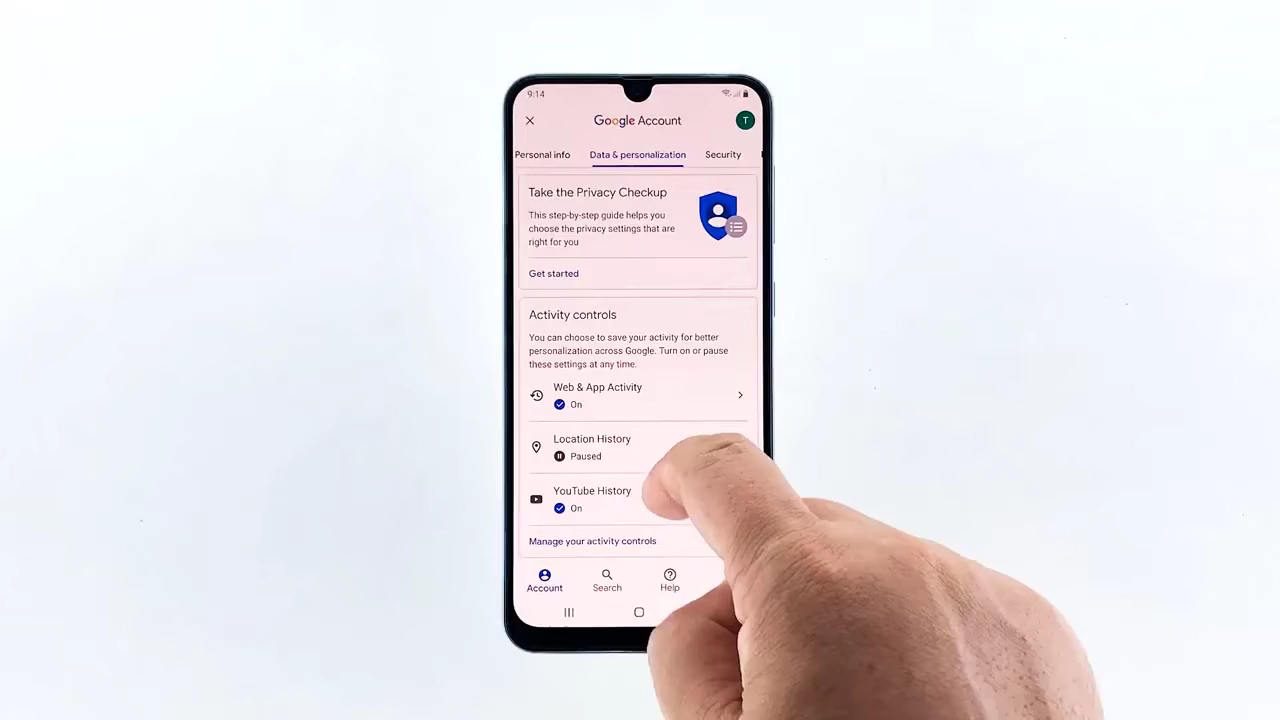 9:14
Google Account
T
Personal info Data & personalization Security
Take the Privacy Checkup
This step-by-step guide helps you
choose the privacy settings that are
right for you
Get started
Activity controls
You can choose to save your activity for better
personalization across Google. Turn on or pause
these settings at any time.
Web & App Activity
On
Location History
Paused
YouTube History
On
Manage your activity controls
Account Search Help